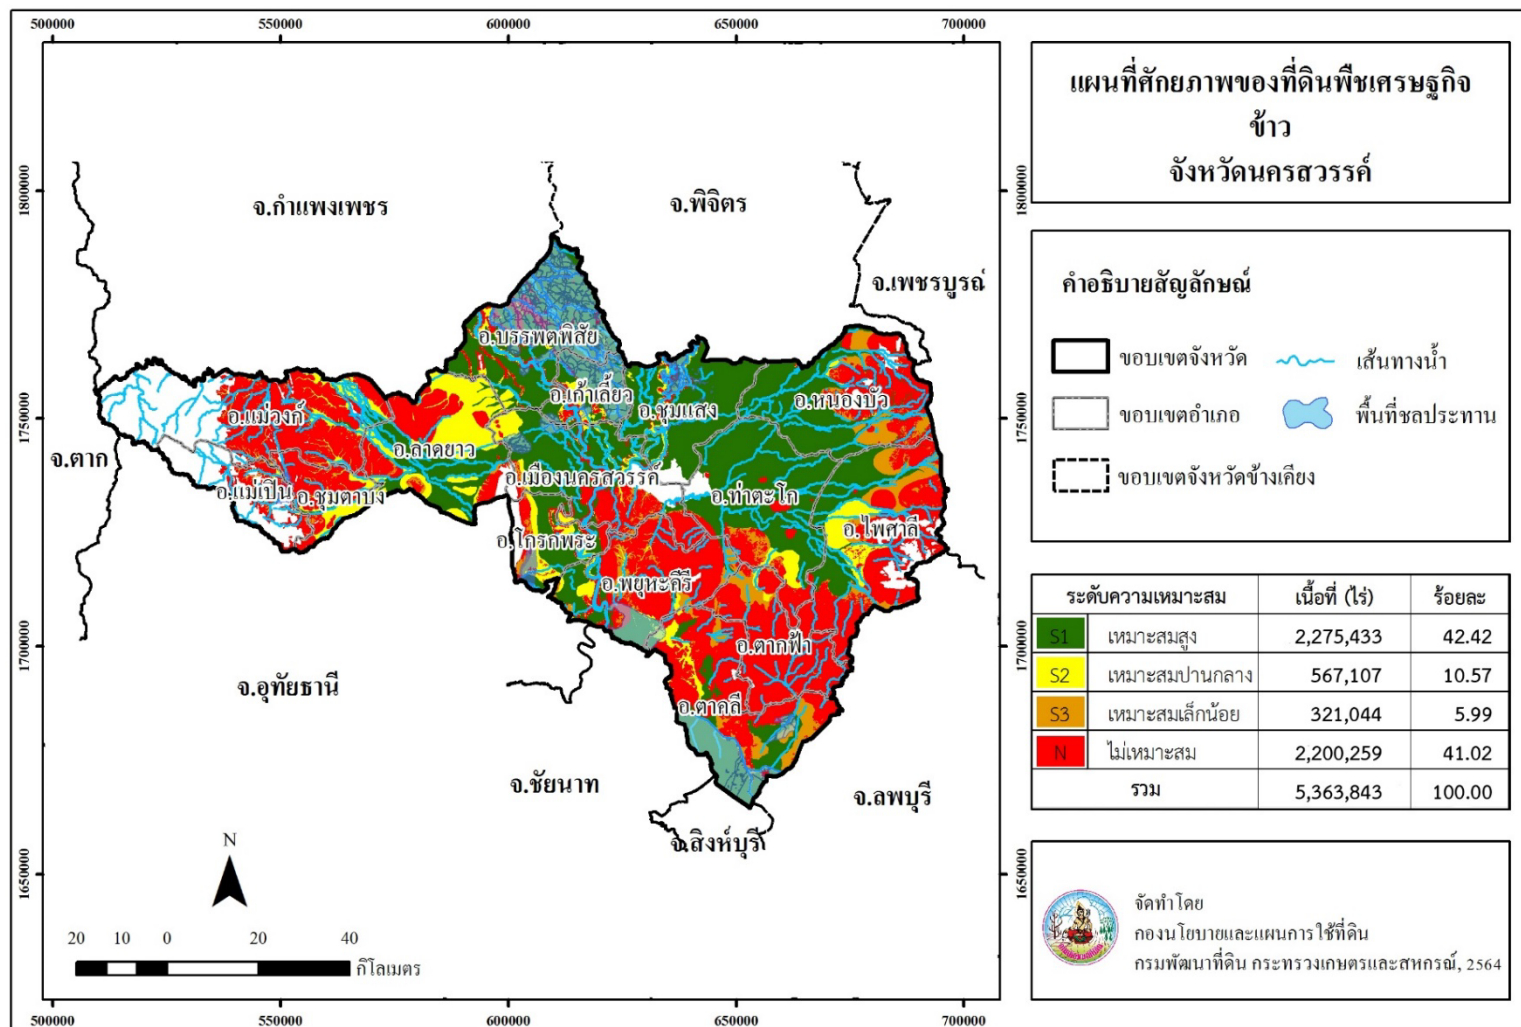 500000 550000 600000 650000 700000
แผนที่ศักยภาพของที่ดินพืชเศรษฐกิจ
ข้าว
จังหวัดนครสวรรค์
1800000 1800000
จ.กำแพงเพชร
จ.พิจิตร
จ.เพชรบูรณ์
คำอธิบายสัญลักษณ์
ขอบเขตจังหวัด
เส้นทางน้ำ
ขอบเขตอำเภอ
พื้นที่ชลประทาน
ขอบเขตจังหวัดข้างเคียง
อ.บรรพตพิสัย
อ.เก้าเลี้ยว
อ.ชุมแสง
อ.หนองบัว
1750000 1750000
อ.แม่วงก์
อ.ลาดยาว
จ.ตาก
อ.แม่เปิน
อ.ชุมตาบง
อ.เมืองนครสวรรค์
อ.ท่าตะโก
อ.ไพศาลี
อ.โกรกพระ
อ.พยุหะคีรี
อ.ตากฟ้า
1700000 1700000
จ.อุทัยธานี
อ.ตาคลี
จ.ชัยนาท
จ.ลพบุรี
จ.สิงห์บุรี
ระดับความเหมาะสม เนื้อที่ (ไร่) ร้อยละ
S1 เหมาะสมสูง 2,275,433 42.42
S2 เหมาะสมปานกลาง 567,107 10.57
S3 เหมาะสมเล็กน้อย 321,044 5.99
N ไม่เหมาะสม 2,200,259 41.02
รวม 5,363,843 100.00
1650000 1650000
N
20 10 0 20 40
กิโลเมตร
จัดทำโดย
กองนโยบายและแผนการใช้ที่ดิน
กรมพัฒนาที่ดิน กระทรวงเกษตรและสหกรณ์, 2564
500000 550000 600000 650000 700000